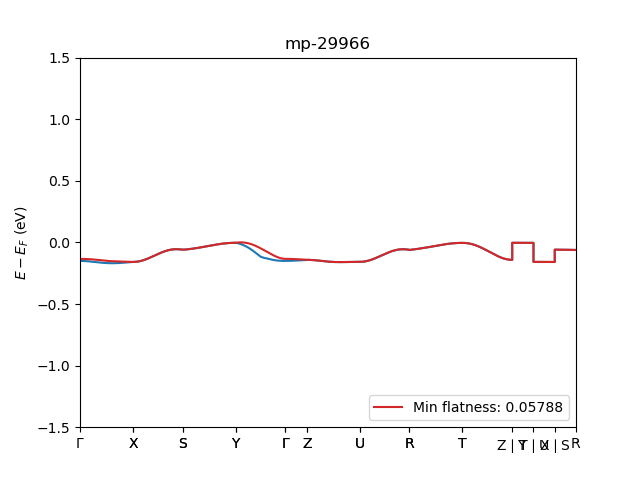 mp-29966
1.5
1.0
0.5
0.0
−0.5
−1.0
−1.5
E − E_F (eV)
Min flatness: 0.05788
Γ X S Y Γ Z U R T Z | Y | | S R